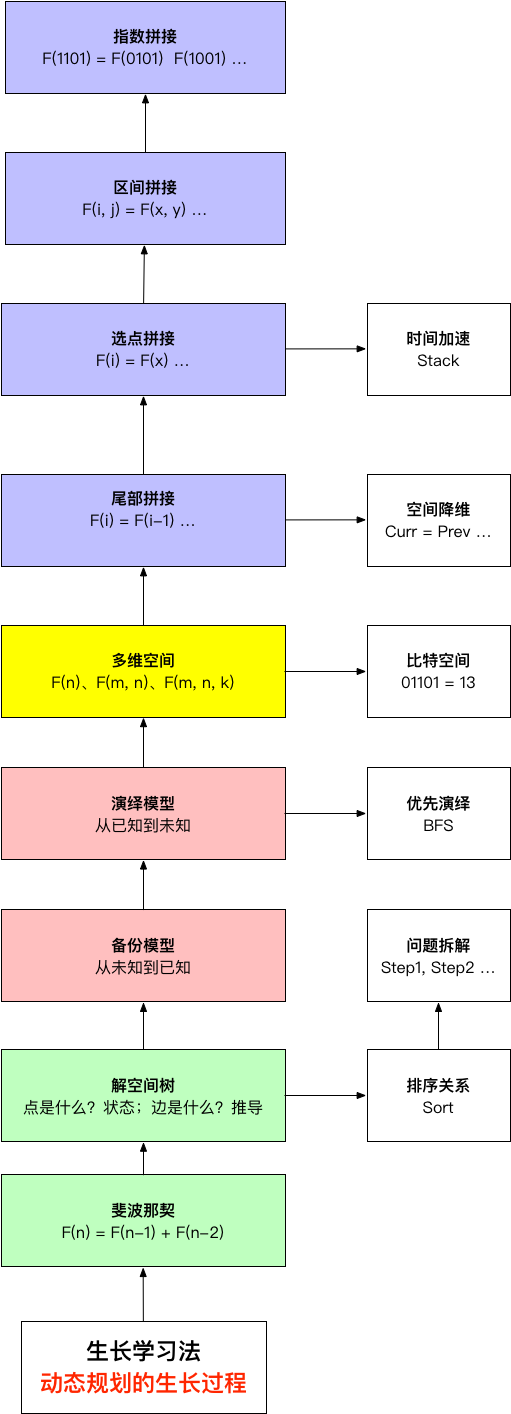 指数拼接
F(1101) = F(0101)  F(1001) ...
区间拼接
F(i, j) = F(x, y) ...
选点拼接
F(i) = F(x) ...
时间加速
Stack
尾部拼接
F(i) = F(i-1) ...
空间降维
Curr = Prev ...
多维空间
F(n)、F(m, n)、F(m, n, k)
比特空间
01101 = 13
演绎模型
从已知到未知
优先演绎
BFS
备份模型
从未知到已知
问题拆解
Step1, Step2 ...
解空间树
点是什么？状态；边是什么？推导
排序关系
Sort
斐波那契
F(n) = F(n-1) + F(n-2)
生长学习法
动态规划的生长过程